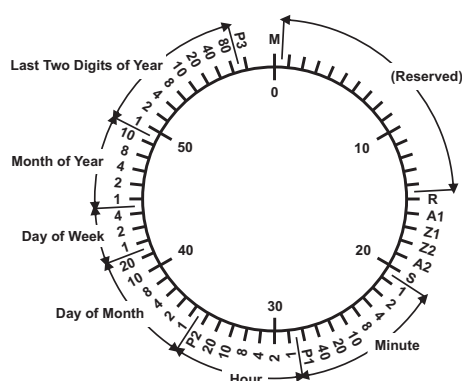 M
(Reserved)
0
10
R
A1
Z1
Z2
A2
S
20
1
2
4
8
10
20
40
Minute
P1
30
1
2
4
8
10
20
Hour
P2
1
2
4
8
10
20
Day of Month
40
1
2
4
Day of Week
1
2
4
8
10
Month of Year
50
1
2
4
8
10
20
40
80
Last Two Digits of Year
P3